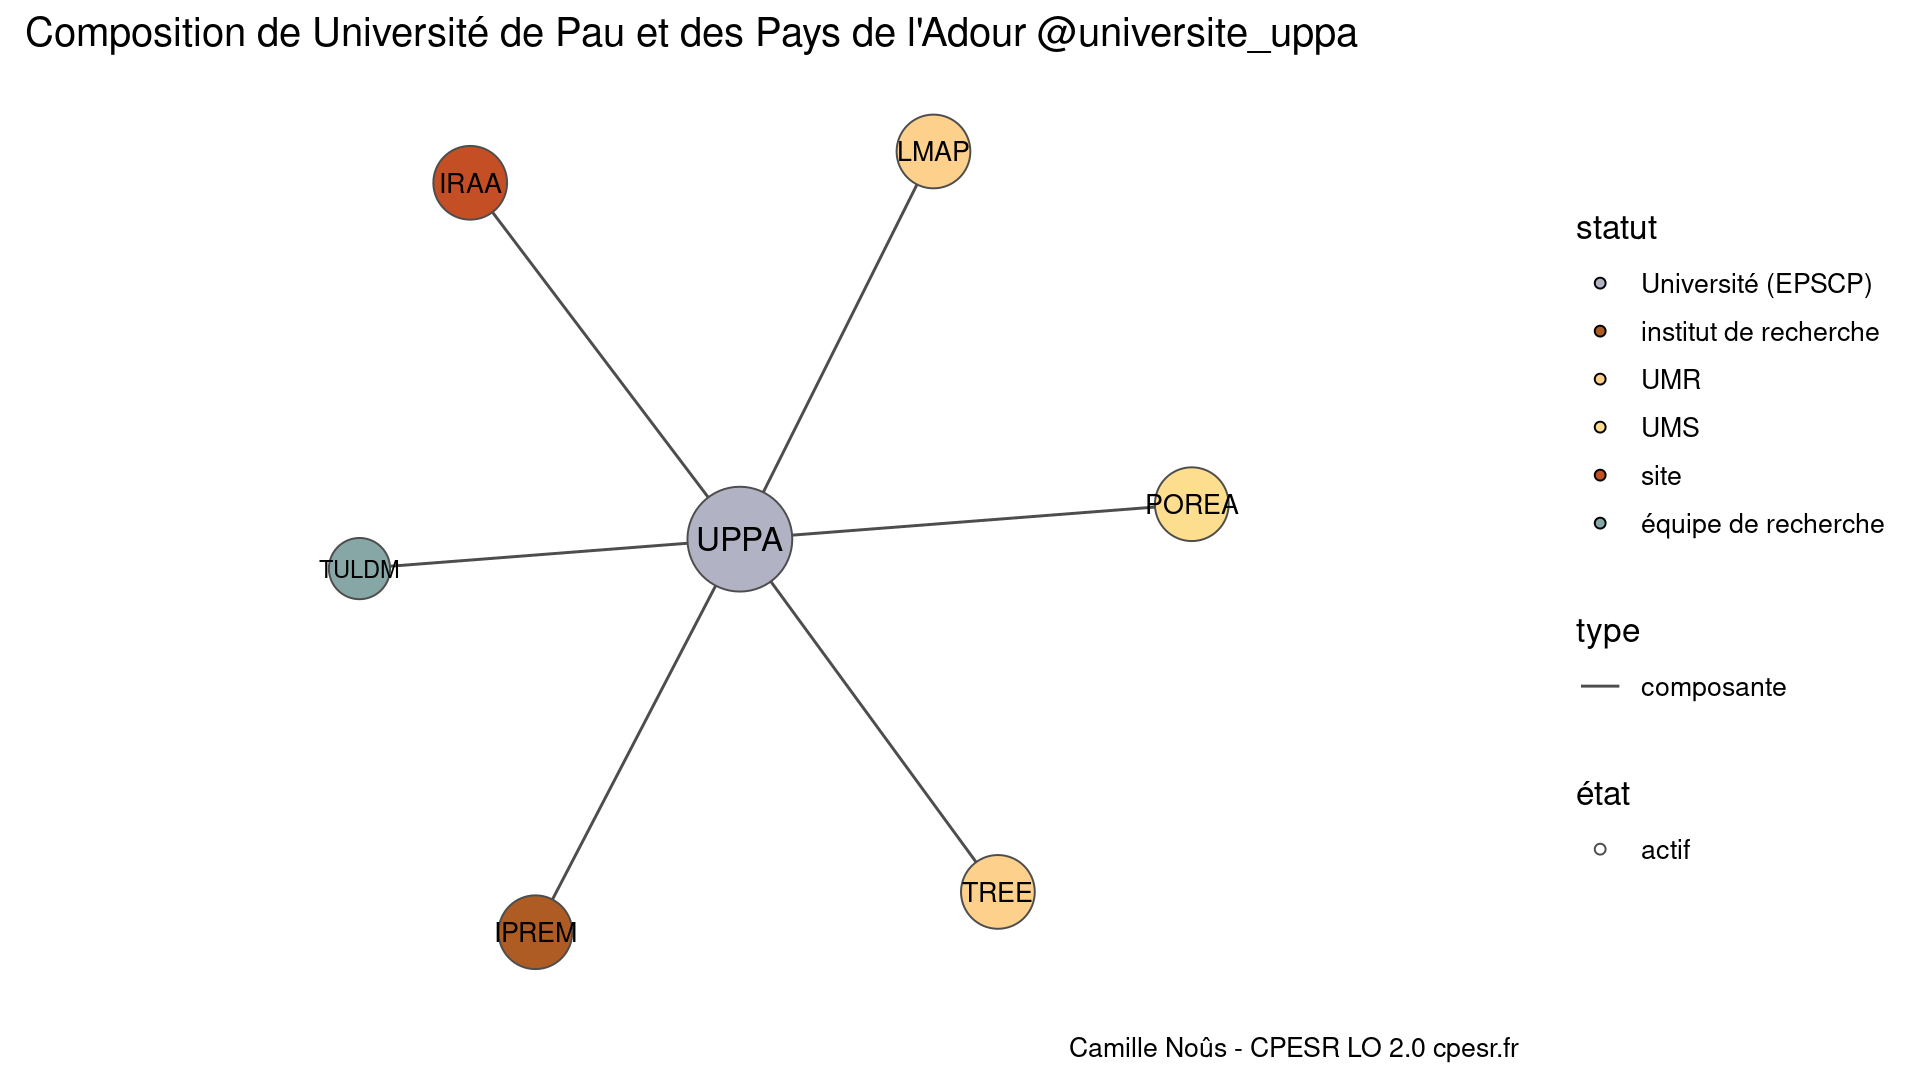 Composition de Université de Pau et des Pays de l'Adour @universite_uppa
LMAP
IRAA
POREA
UPPA
TULDM
TREE
IPREM
statut
Université (EPSCP)
institut de recherche
UMR
UMS
site
équipe de recherche
type
composante
état
actif
Camille Noûs - CPESR LO 2.0 cpesr.fr